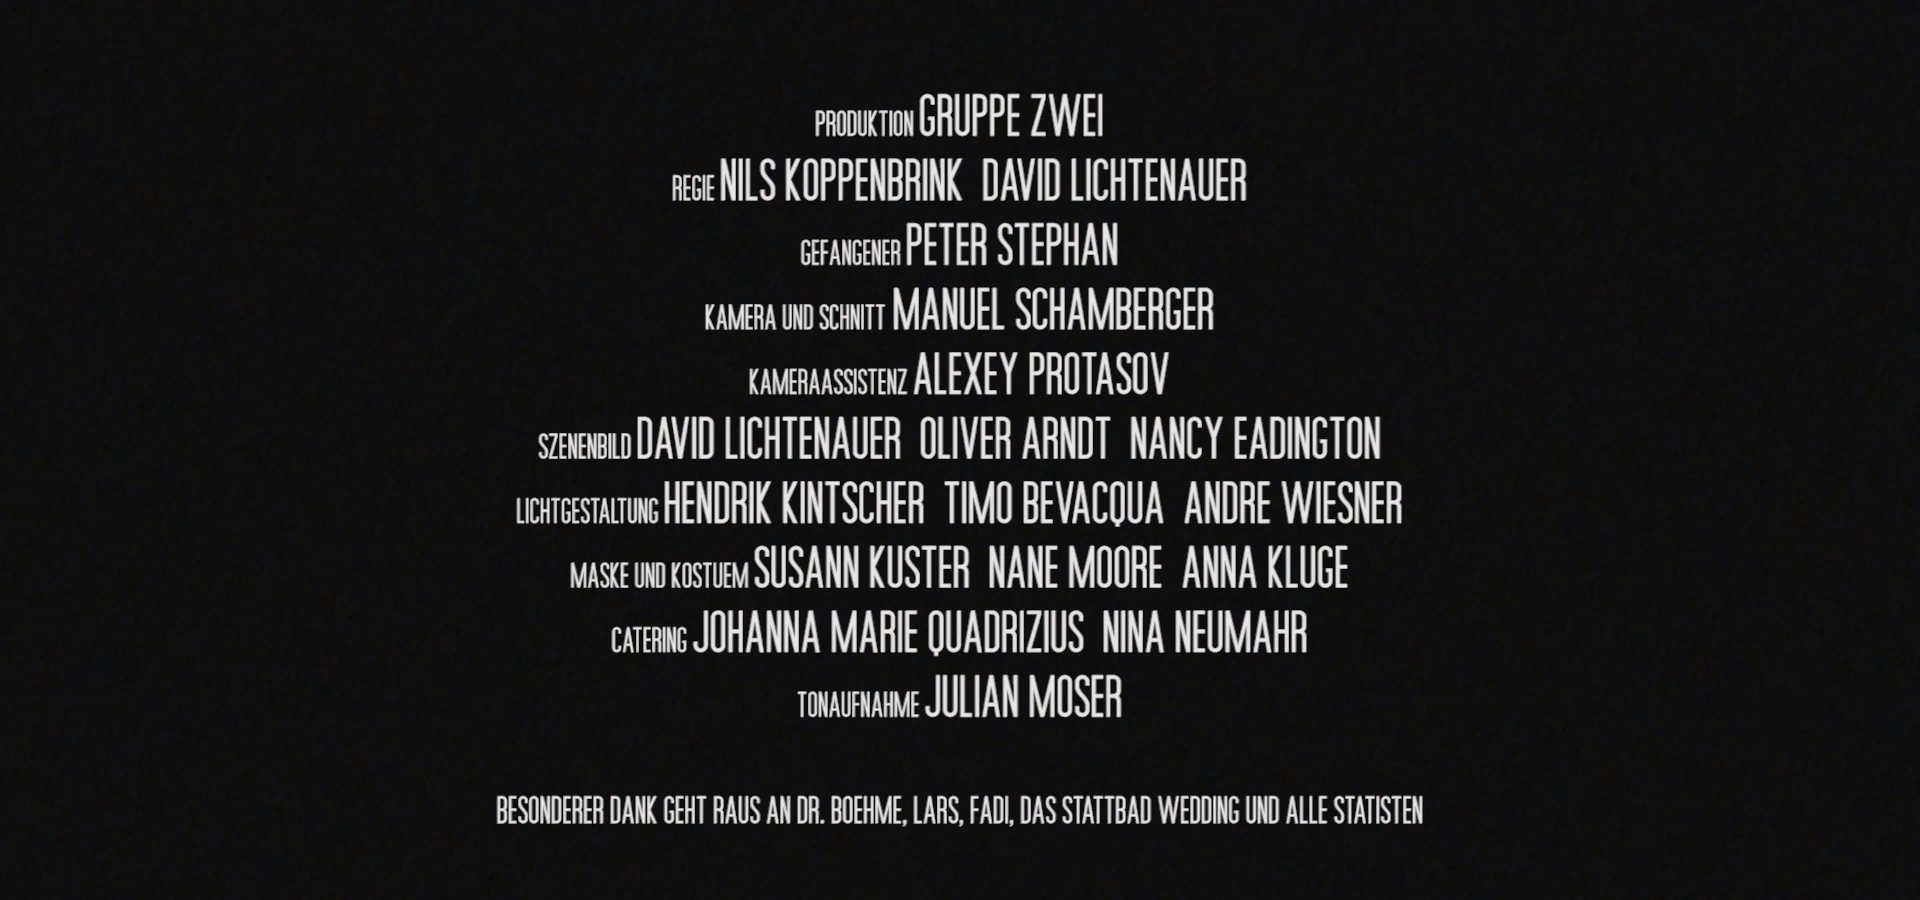 PRODUKTION GRUPPE ZWEI
REGIE NILS KOPPENBRINK DAVID LICHTENAUER
GEFANGENER PETER STEPHAN
KAMERA UND SCHNITT MANUEL SCHAMBERGER
KAMERAASSISTENZ ALEXEY PROTASOV
SZENENBILD DAVID LICHTENAUER OLIVER ARNDT NANCY EADINGTON
LICHTGESTALTUNG HENDRIK KINTSCHER TIMO BEVACQUA ANDRE WIESNER
MASKE UND KOSTUEM SUSANN KUSTER NANE MOORE ANNA KLUGE
CATERING JOHANNA MARIE QUADRIZIUS NINA NEUMAHR
TONAUFNAHME JULIAN MOSER
BESONDERER DANK GEHT RAUS AN DR. BOEHME, LARS, FADI, DAS STATTBAD WEDDING UND ALLE STATISTEN